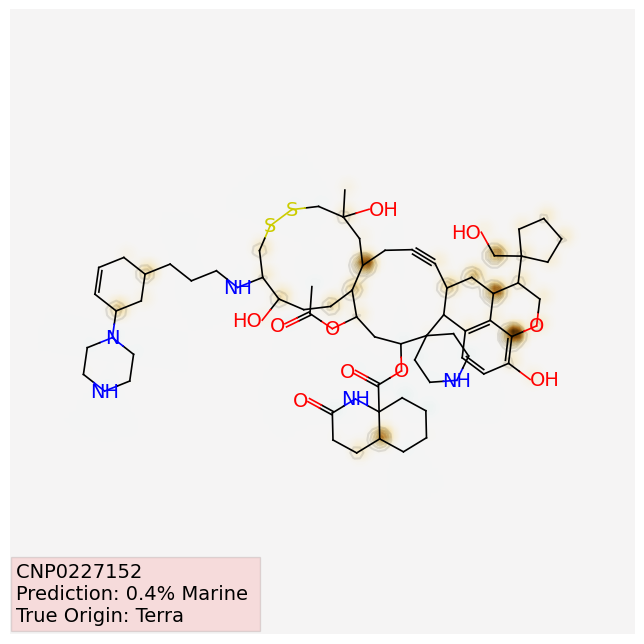 S
OH
S
HO
NH
O
HO
O
O
N
O
O
OH
NH
NH
O
NH
CNP0227152
Prediction: 0.4% Marine
True Origin: Terra